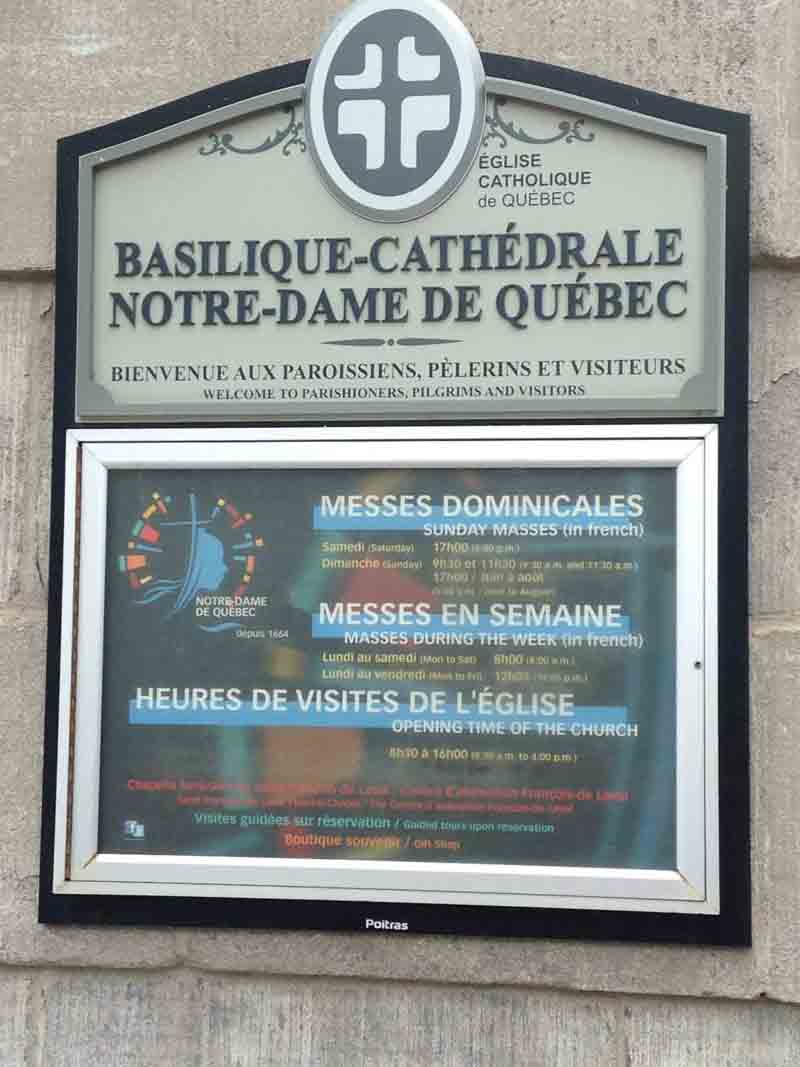 ÉGLISE
CATHOLIQUE
de QUÉBEC
BASILIQUE-CATHÉDRALE
NOTRE-DAME DE QUÉBEC
BIENVENUE AUX PAROISSIENS, PÈLERINS ET VISITEURS
WELCOME TO PARISHIONERS, PILGRIMS AND VISITORS
NOTRE-DAME
DE QUÉBEC
depuis 1664
MESSES DOMINICALES
SUNDAY MASSES (in french)
Samedi (Saturday) 17h00 (5:00 p.m.)
Dimanche (Sunday) 9h30 et 11h30 (9:30 a.m. and 11:30 a.m.)
17h00 / Juin à août
MESSES EN SEMAINE
MASSES DURING THE WEEK (in french)
Lundi au samedi (Mon to Sat) 8h00 (8:00 a.m.)
Lundi au vendredi (Mon to Fri)
HEURES DE VISITES DE L'ÉGLISE
OPENING TIME OF THE CHURCH
8h30 à 16h00 (8:30 a.m. to 4:00 p.m.)
de Laval François-de Laval
Visites guidées sur réservation / Guided tours upon reservation
Boutique souvenir / Gift Shop
Poitras